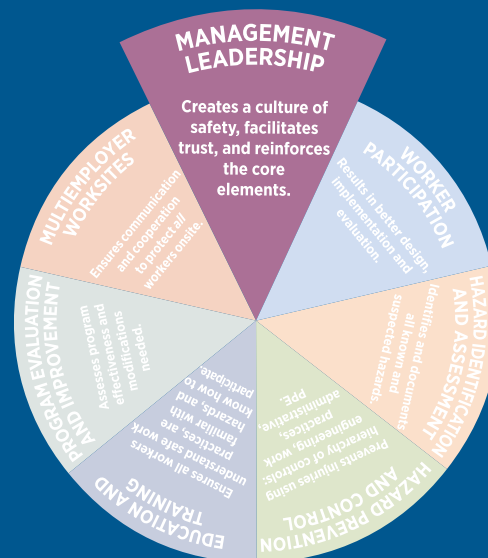 MANAGEMENT
LEADERSHIP
Creates a culture of
safety, facilitates
trust, and reinforces
the core
elements.
WORKER
PARTICIPATION
Results in better design,
implementation and
evaluation.
HAZARD IDENTIFICATION
AND ASSESSMENT
Identifies and documents
all known and
suspected hazards.
HAZARD PREVENTION
AND CONTROL
Prevents injuries using
hierarchy of controls:
engineering, work
practices,
administrative,
PPE.
EDUCATION AND
TRAINING
Ensures all workers
understand safe work
practices, are
familiar with
hazards, and
know how to
participate.
PROGRAM EVALUATION
AND IMPROVEMENT
Assesses program
effectiveness and
modifications
needed.
MULTIEMPLOYER
WORKSITES
Ensures communication
and cooperation
to protect all
workers onsite.